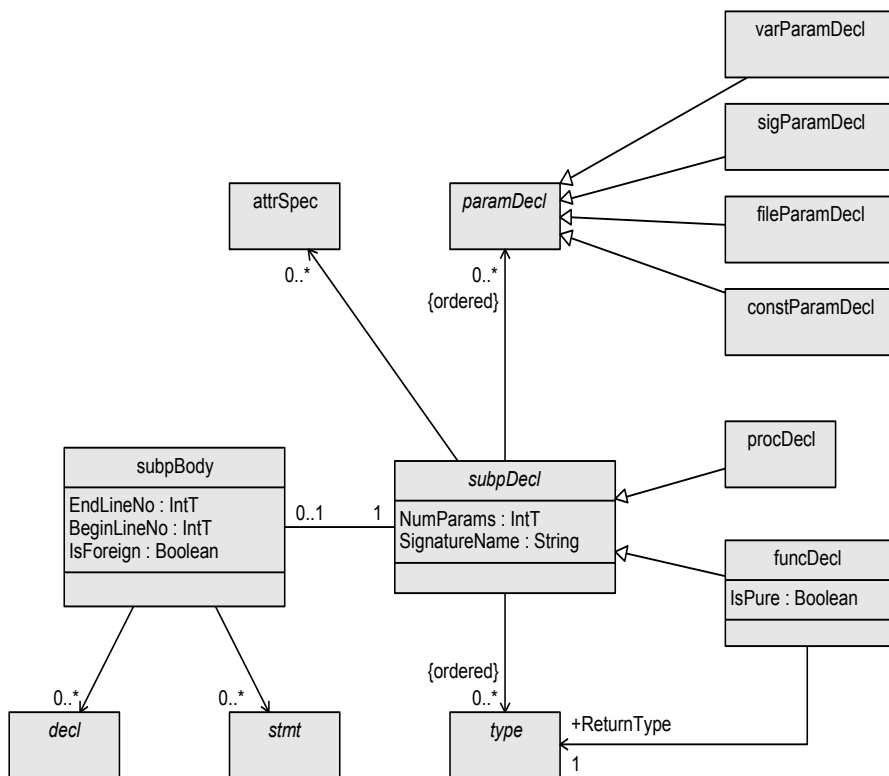 varParamDecl
sigParamDecl
attrSpec
paramDecl
fileParamDecl
0..*
0..*
{ordered}
constParamDecl
procDecl
subpBody
subpDecl
EndLineNo : IntT
BeginLineNo : IntT
IsForeign : Boolean
0..1
1
NumParams : IntT
SignatureName : String
funcDecl
IsPure : Boolean
{ordered}
0..*
0..*
0..*
+ReturnType
decl
stmt
type
1